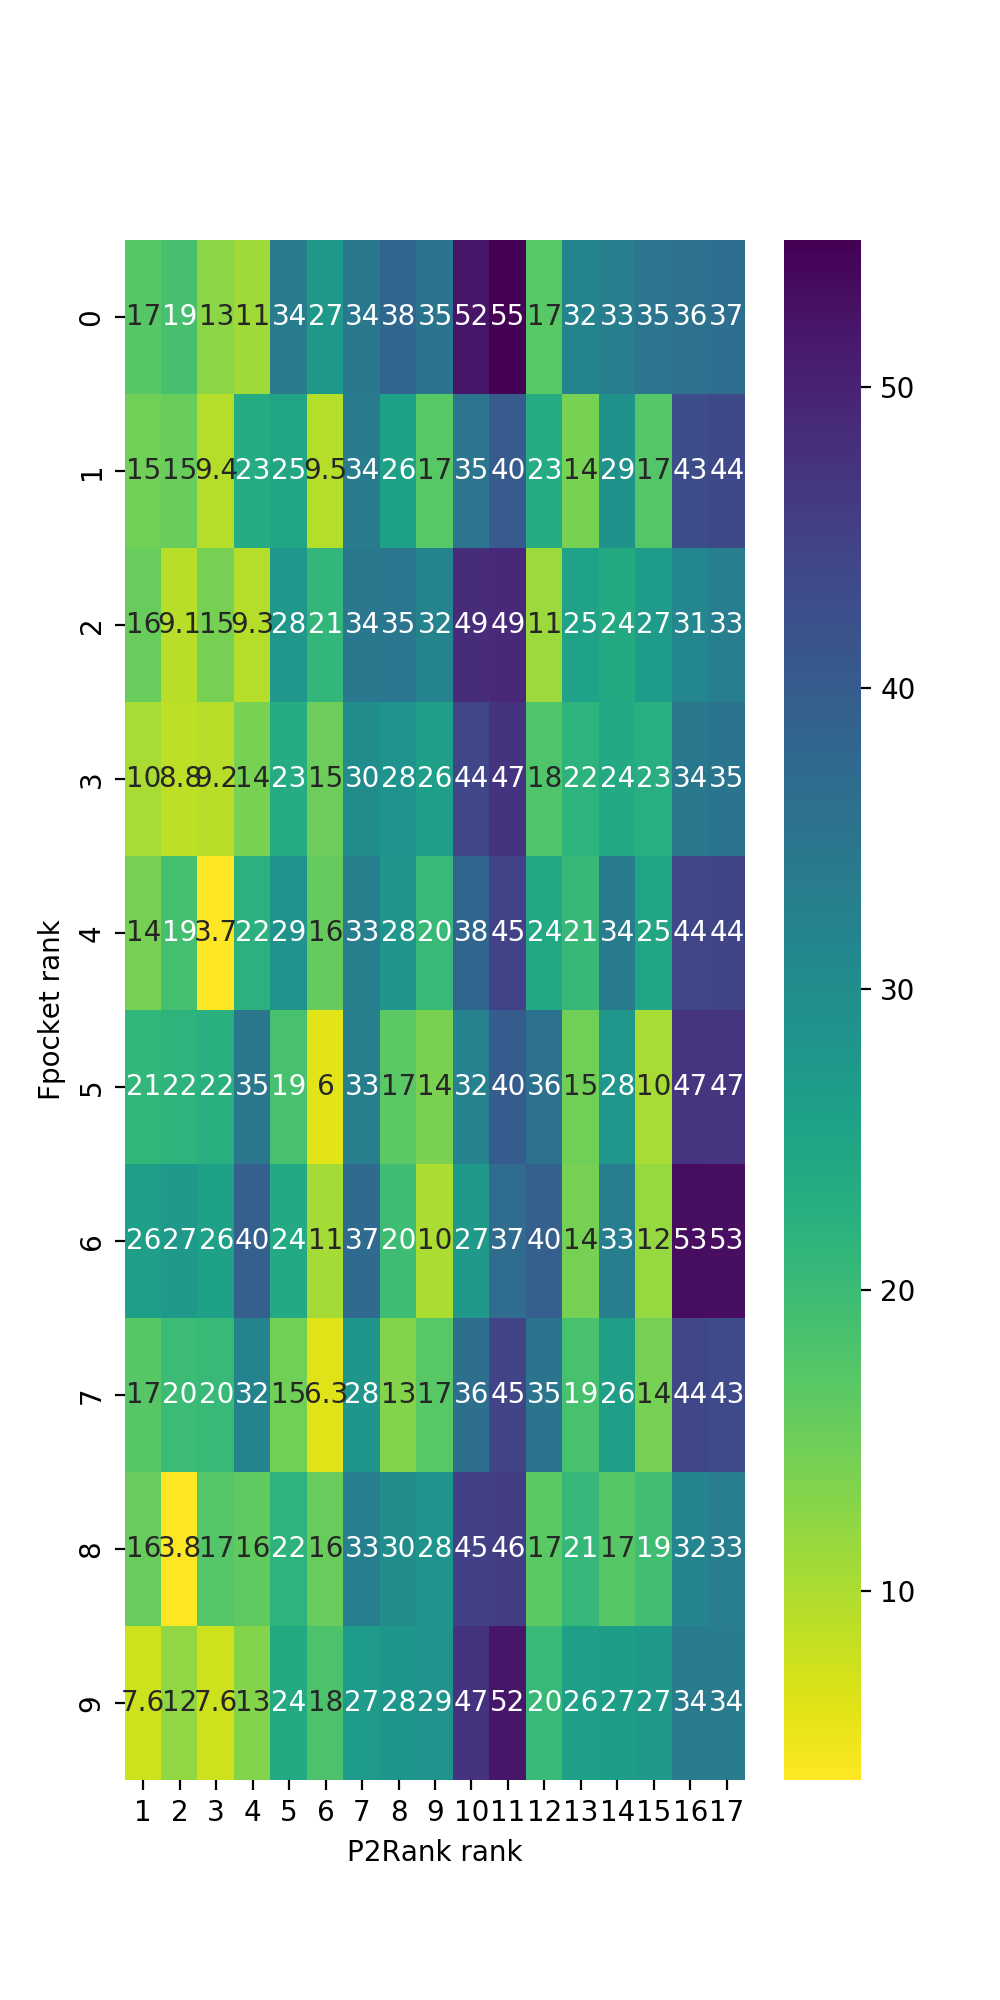 0 17 19 13 11 34 27 34 38 35 52 55 17 32 33 35 36 37
50
1 15 15 9.4 23 25 9.5 34 26 17 35 40 23 14 29 17 43 44
2 16 9.1 15 9.3 28 21 34 35 32 49 49 11 25 24 27 31 33
40
3 10 8.8 9.2 14 23 15 30 28 26 44 47 18 22 24 23 34 35
4 14 19 3.7 22 29 16 33 28 20 38 45 24 21 34 25 44 44
30
Fpocket rank
5 21 22 22 35 19 6 33 17 14 32 40 36 15 28 10 47 47
6 26 27 26 40 24 11 37 20 10 27 37 40 14 33 12 53 53
20
7 17 20 20 32 15 6.3 28 13 17 36 45 35 19 26 14 44 43
8 16 3.8 17 16 22 16 33 30 28 45 46 17 21 17 19 32 33
10
9 7.6 12 7.6 13 24 18 27 28 29 47 52 20 26 27 27 34 34
1 2 3 4 5 6 7 8 9 10 11 12 13 14 15 16 17
P2Rank rank